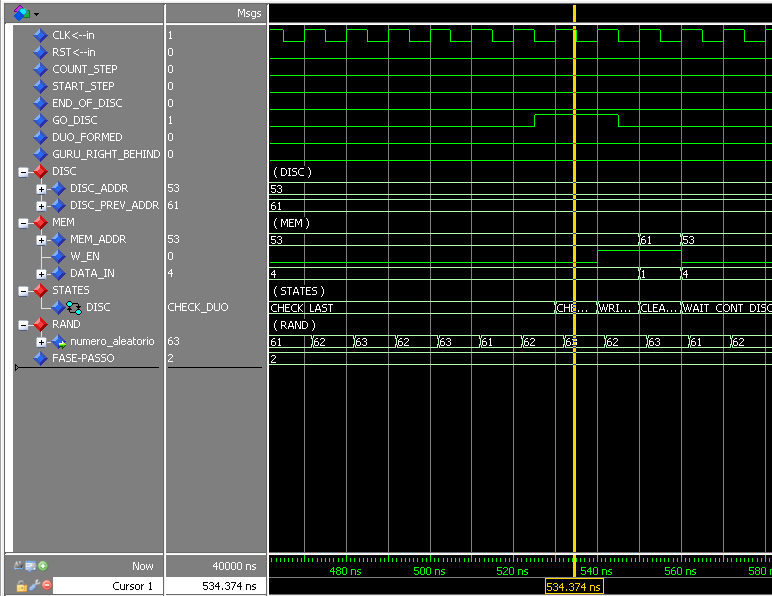 Msgs
CLK<--in 1
RST<--in 0
COUNT_STEP 0
START_STEP 0
END_OF_DISC 0
GO_DISC 1
DUO_FORMED 0
GURU_RIGHT_BEHIND 0
DISC ( DISC )
DISC_ADDR 53 53
DISC_PREV_ADDR 61 61
MEM ( MEM )
MEM_ADDR 53 53 61 53
W_EN 0
DATA_IN 4 4 1 4
STATES ( STATES )
DISC CHECK_DUO CHECK_LAST CHE... WRI... CLEA... WAIT_CONT_DISC
RAND ( RAND )
numero_aleatorio 63 61 62 63 62 63 61 62 63 62 63 61 62
FASE-PASSO 2 2
Now 40000 ns 480 ns 500 ns 520 ns 540 ns 560 ns 580
Cursor 1 534.374 ns 534.374 ns